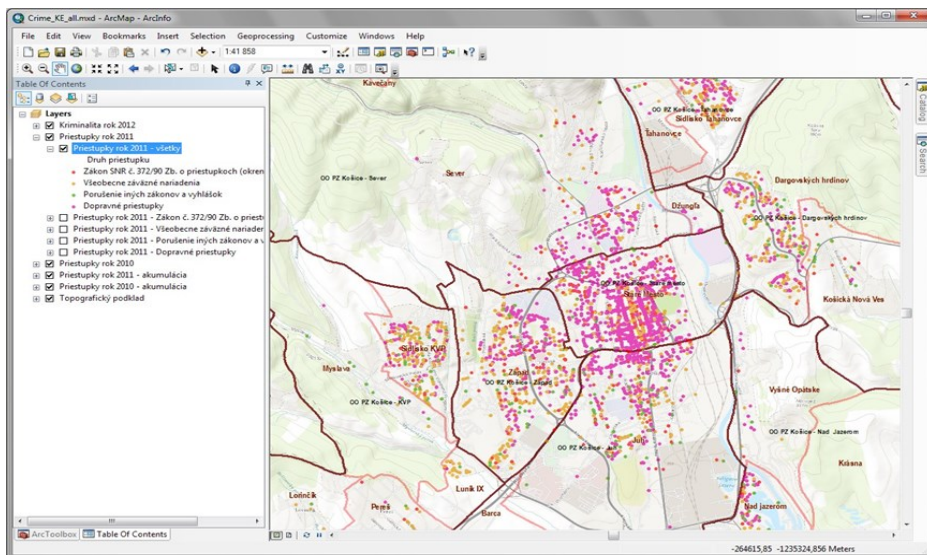 Crime_KE_all.mxd - ArcMap - ArcInfo
File Edit View Bookmarks Insert Selection Geoprocessing Customize Windows Help
1:41 858
Table Of Contents
Layers
Kriminalita rok 2012
Priestupky rok 2011
Priestupky rok 2011 - všetky
Druh priestupku
Zákon SNR č. 372/90 Zb. o priestupkoch (okren
Všeobecne záväzné nariadenia
Porušenie iných zákonov a vyhlášok
Dopravné priestupky
Priestupky rok 2011 - Zákon č. 372/90 Zb. o priest
Priestupky rok 2011 - Všeobecne záväzné nariader
Priestupky rok 2011 - Porušenie iných zákonov a v
Priestupky rok 2011 - Dopravné priestupky
Priestupky rok 2010
Priestupky rok 2011 - akumulácia
Priestupky rok 2010 - akumulácia
Topografický podklad
ArcToolbox Table Of Contents
Kavečany
OO PZ Košice - Ťahanovce
Sídlisko Ťahanovce
Ťahanovce
OO PZ Košice - Sever
Sever
Dargovských hrdinov
Džungľa
OO PZ Košice - Dargovských hrdinov
OO PZ Košice - Staré mesto
Staré Mesto
Košická Nová Ves
Sídlisko KVP
Myslava
Západ
OO PZ Košice - Západ
OO PZ Košice - KVP
Vyšné Opátske
OO PZ Košice - Nad Jazerom
OO PZ Košice - Juh
Juh
Krásna
Luník IX
Lorinčík
Pereš
Barca
Nad jazerom
Catalog
Search
-264615,85 -1235324,856 Meters